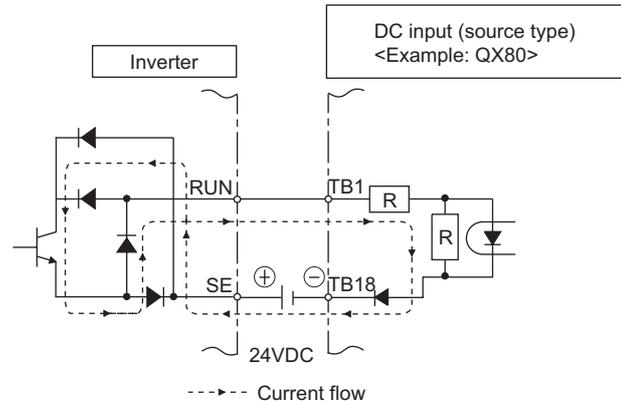 DC input (source type)
<Example: QX80>
Inverter
RUN
TB1
R
R
SE
+
−
TB18
24VDC
Current flow